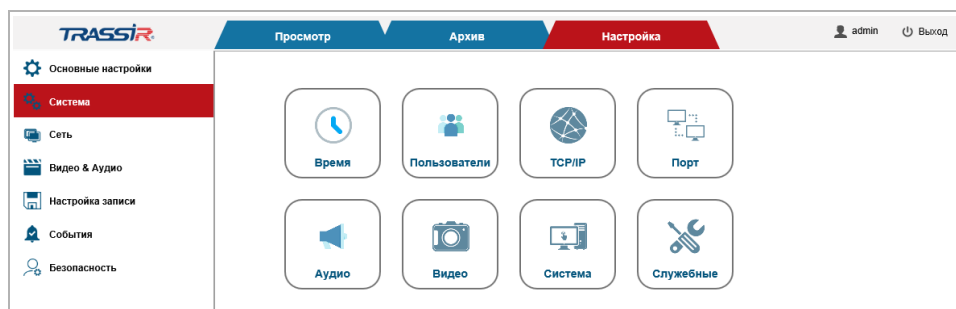 TRASSIR
Просмотр
Архив
Настройка
admin
Выход
Основные настройки
Система
Сеть
Видео & Аудио
Настройка записи
События
Безопасность
Время
Пользователи
TCP/IP
Порт
Аудио
Видео
Система
Служебные